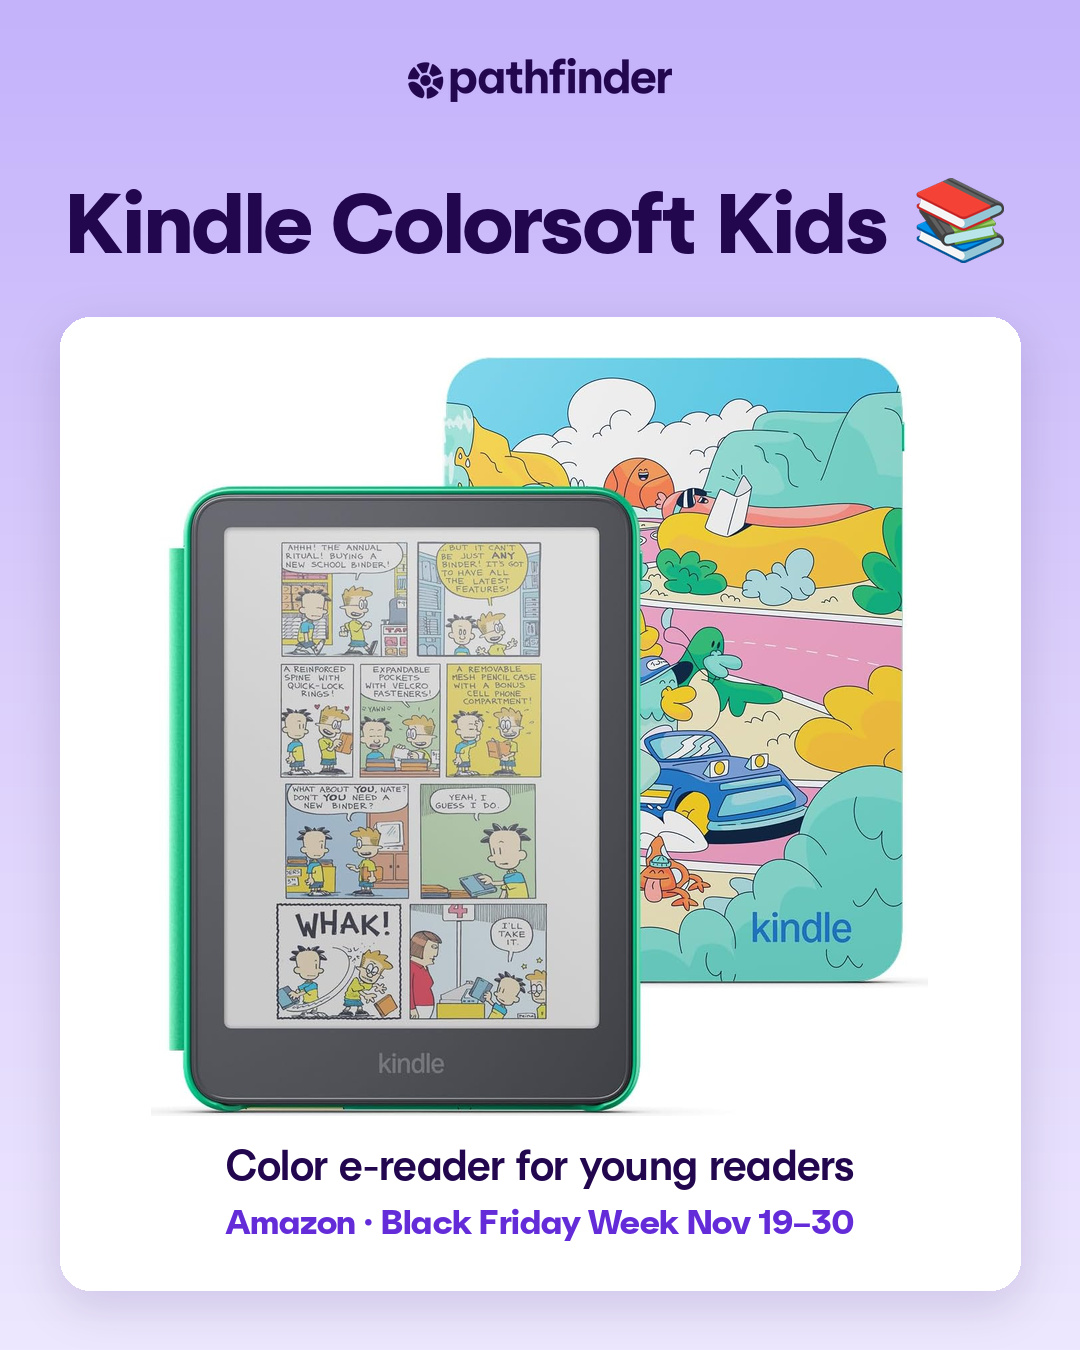 pathfinder
Kindle Colorsoft Kids
AHHH! THE ANNUAL
RITUAL! BUYING A
NEW SCHOOL BINDER!
...BUT IT CAN'T
BE JUST ANY
BINDER! IT'S GOT
TO HAVE ALL
THE LATEST
FEATURES!
A REINFORCED
SPINE WITH
QUICK-LOCK
RINGS!
EXPANDABLE
POCKETS
WITH VELCRO
FASTENERS!
YAWN
A REMOVABLE
MESH PENCIL CASE
WITH A BONUS
CELL PHONE
COMPARTMENT!
WHAT ABOUT YOU, NATE?
DON'T YOU NEED A
NEW BINDER?
YEAH, I
GUESS I DO.
WHAK!
4
I'LL
TAKE
IT.
kindle
kindle
Color e-reader for young readers
Amazon · Black Friday Week Nov 19–30